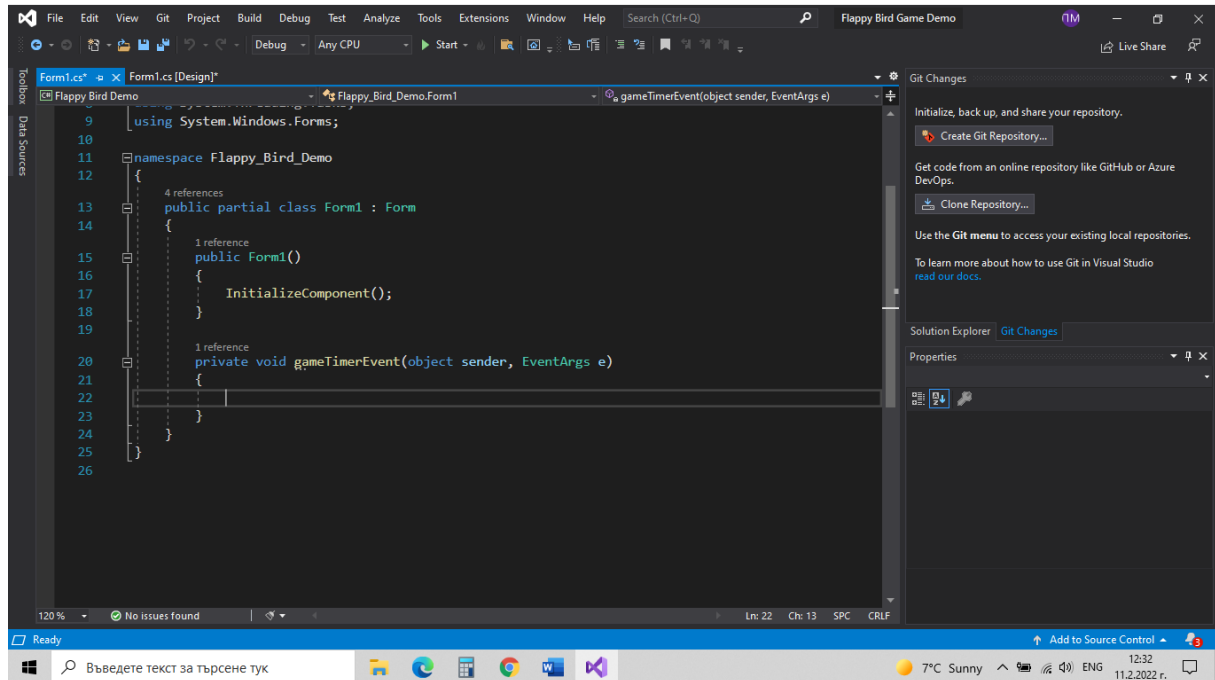 File Edit View Git Project Build Debug Test Analyze Tools Extensions Window Help Search (Ctrl+Q) Flappy Bird Game Demo ПМ
Debug Any CPU Start Live Share
Toolbox
Data Sources
Form1.cs* Form1.cs [Design]*
Flappy Bird Demo Flappy_Bird_Demo.Form1 gameTimerEvent(object sender, EventArgs e)
9 using System.Windows.Forms;
10
11 namespace Flappy_Bird_Demo
12 {
4 references
13 public partial class Form1 : Form
14 {
1 reference
15 public Form1()
16 {
17 InitializeComponent();
18 }
19
1 reference
20 private void gameTimerEvent(object sender, EventArgs e)
21 {
22
23 }
24 }
25 }
26
120 % No issues found Ln: 22 Ch: 13 SPC CRLF
Git Changes
Initialize, back up, and share your repository.
Create Git Repository...
Get code from an online repository like GitHub or Azure
DevOps.
Clone Repository...
Use the Git menu to access your existing local repositories.
To learn more about how to use Git in Visual Studio
read our docs.
Solution Explorer Git Changes
Properties
Ready Add to Source Control 3
Въведете текст за търсене тук 7°C Sunny ENG 12:32
11.2.2022 г.